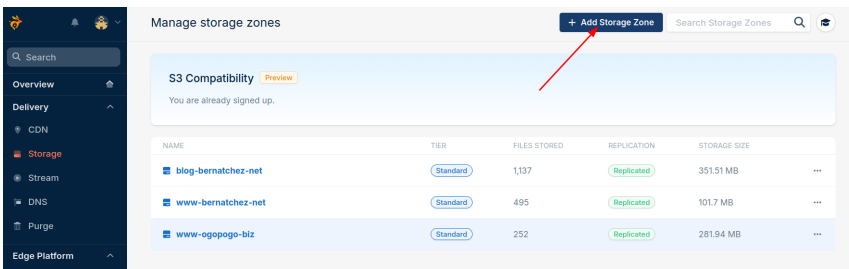 Manage storage zones
+ Add Storage Zone
Search Storage Zones
Search
Overview
Delivery
CDN
Storage
Stream
DNS
Purge
Edge Platform
S3 Compatibility Preview
You are already signed up.
NAME TIER FILES STORED REPLICATION STORAGE SIZE
blog-bernatchez-net Standard 1,137 Replicated 351.51 MB
www-bernatchez-net Standard 495 Replicated 101.7 MB
www-ogopogo-biz Standard 252 Replicated 281.94 MB